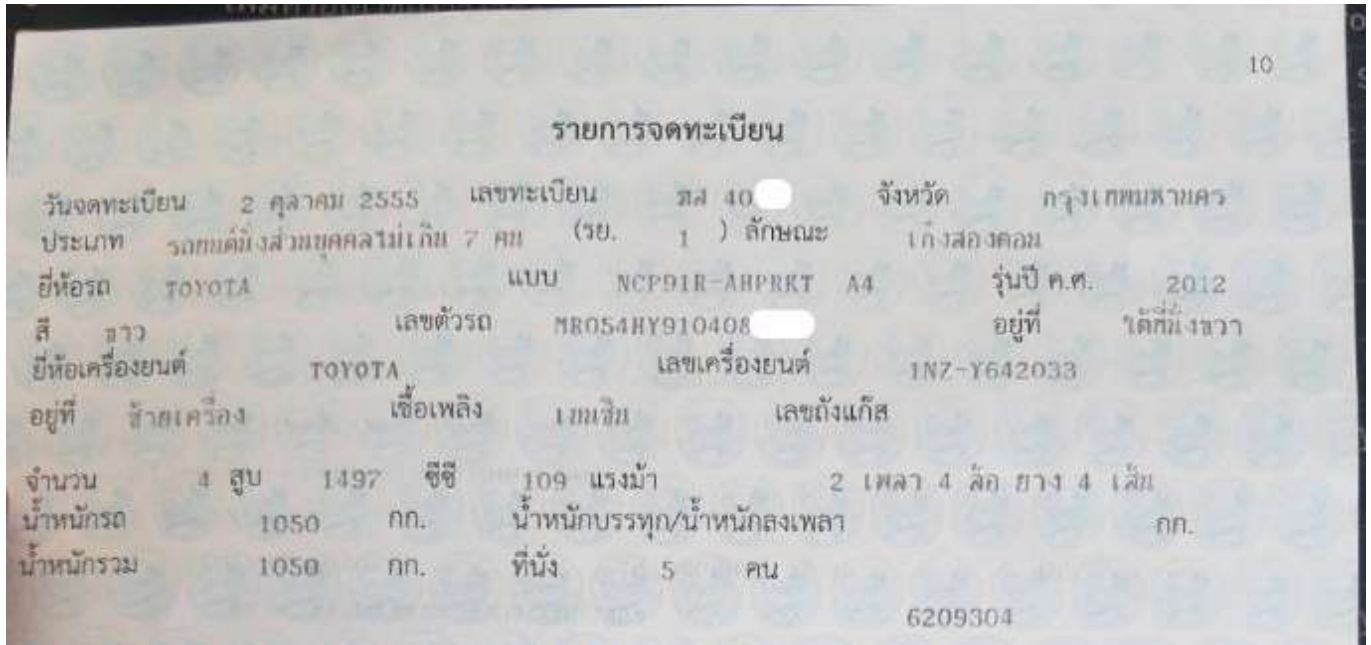 10
รายการจดทะเบียน
วันจดทะเบียน 2 ตุลาคม 2555 เลขทะเบียน 40 จังหวัด กรุงเทพมหานคร
ประเภท รถยนต์นั่งส่วนบุคคลไม่เกิน 7 คน (รย. 1 ) ลักษณะ เก๋งสองตอน
ยี่ห้อรถ TOYOTA แบบ NCP91R-AHPRKT A4 รุ่นปี ค.ศ. 2012
สี ขาว เลขตัวรถ MR054HY910408 อยู่ที่ ใต้ที่นั่งขวา
ยี่ห้อเครื่องยนต์ TOYOTA เลขเครื่องยนต์ 1NZ-Y642033
อยู่ที่ ซ้ายเครื่อง เชื้อเพลิง เบนซิน เลขถังแก๊ส
จำนวน 4 สูบ 1497 ซีซี 109 แรงม้า 2 เพลา 4 ล้อ ยาง 4 เส้น
น้ำหนักรถ 1050 กก. น้ำหนักบรรทุก/น้ำหนักลงเพลา กก.
น้ำหนักรวม 1050 กก. ที่นั่ง 5 คน
6209304